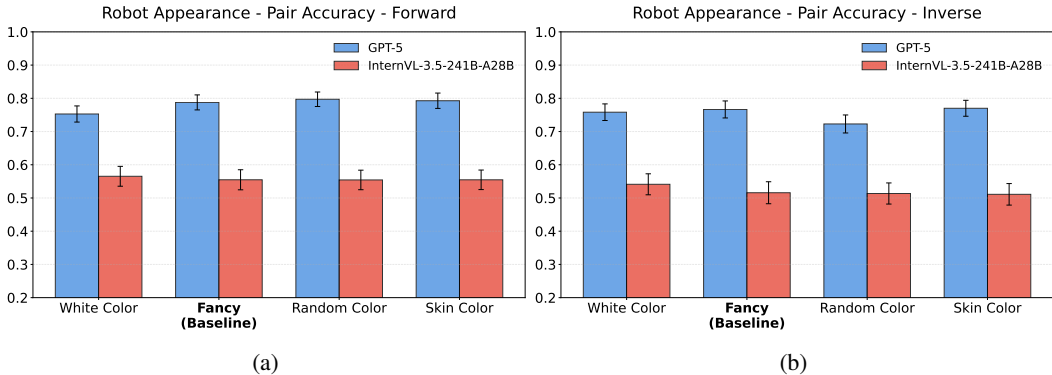 Robot Appearance - Pair Accuracy - Forward
1.0
0.9
0.8
0.7
0.6
0.5
0.4
0.3
0.2
GPT-5
InternVL-3.5-241B-A28B
White Color
Fancy
(Baseline)
Random Color
Skin Color
(a)
Robot Appearance - Pair Accuracy - Inverse
1.0
0.9
0.8
0.7
0.6
0.5
0.4
0.3
0.2
GPT-5
InternVL-3.5-241B-A28B
White Color
Fancy
(Baseline)
Random Color
Skin Color
(b)